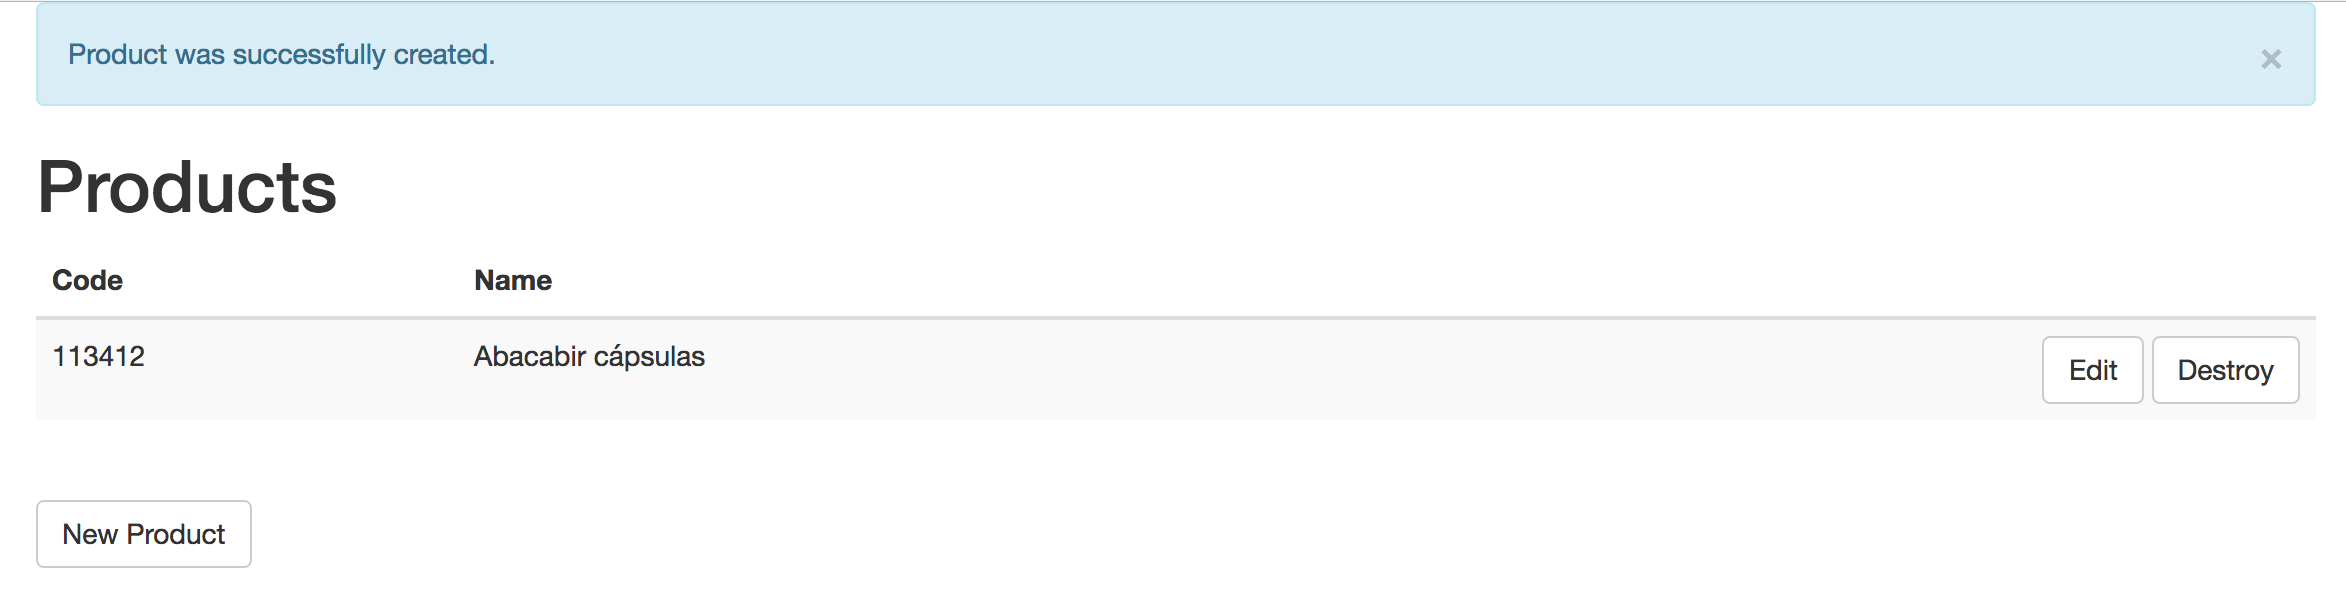 Product was successfully created. ×
Products
Code Name
113412 Abacabir cápsulas Edit Destroy
New Product